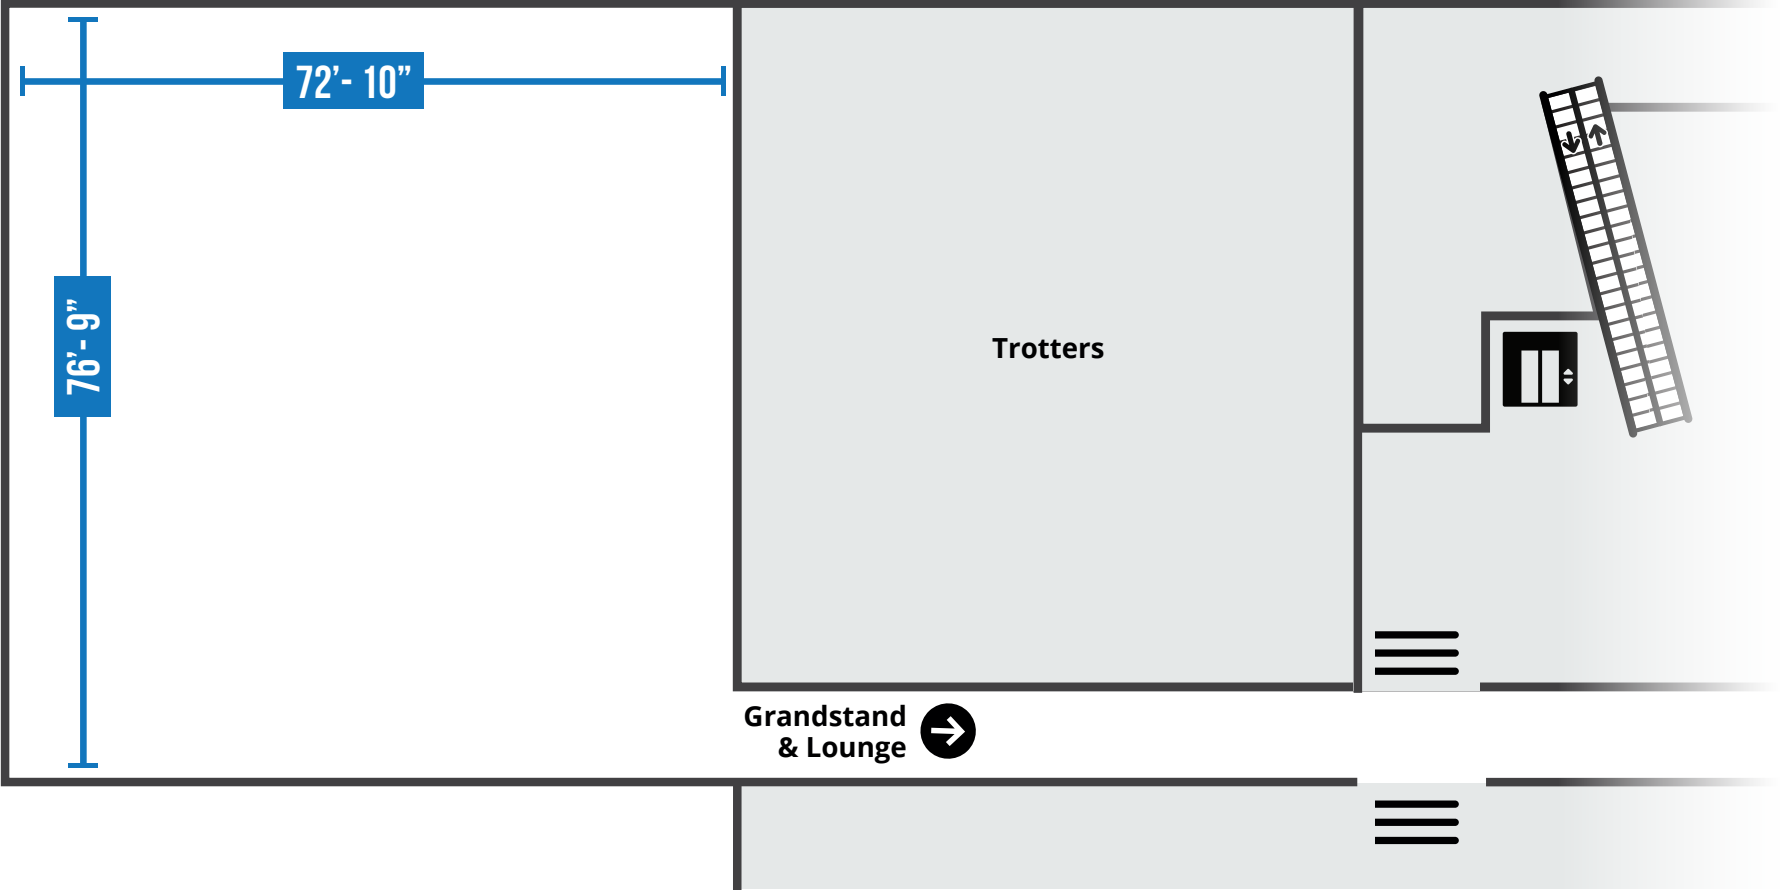 72’- 10”
76’- 9”
Trotters
Grandstand
& Lounge